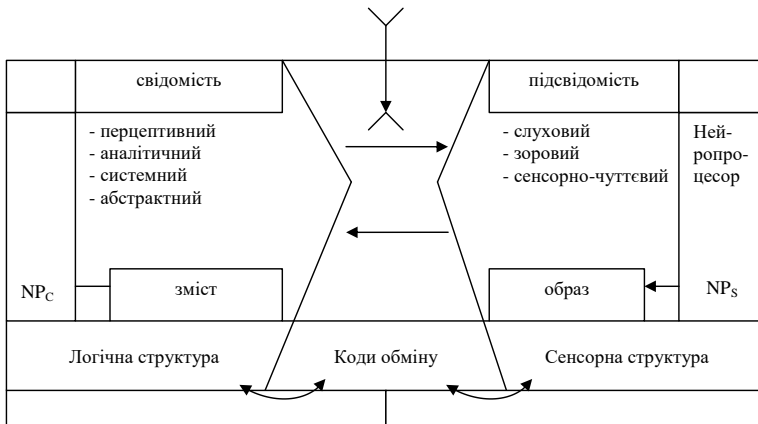 свідомість
підсвідомість
- перцептивний
- аналітичний
- системний
- абстрактний
- слуховий
- зоровий
- сенсорно-чуттєвий
Ней-
ропро-
цесор
NPC
зміст
образ
NPS
Логічна структура
Коди обміну
Сенсорна структура